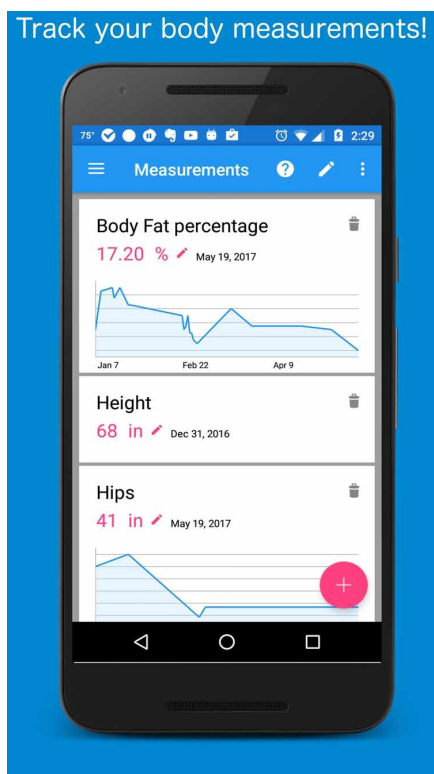 Track your body measurements!
75° 2:29
Measurements
Body Fat percentage
17.20 % May 19, 2017
Jan 7 Feb 22 Apr 9
Height
68 in Dec 31, 2016
Hips
41 in May 19, 2017